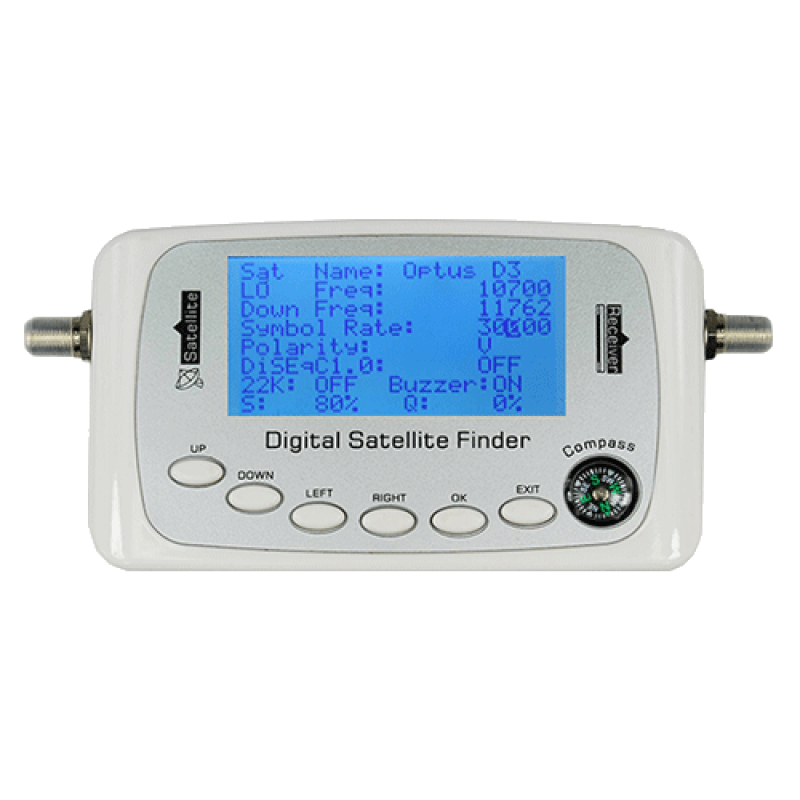 Sat Name: Optus D3
LO Freq: 10700
Down Freq: 11762
Symbol Rate: 30000
Polarity: V
DiSEqC1.0: OFF
22K: OFF Buzzer:ON
S: 80% Q: 0%
Satellite
Receiver
Digital Satellite Finder
UP
DOWN
LEFT
RIGHT
OK
EXIT
Compass
S
N